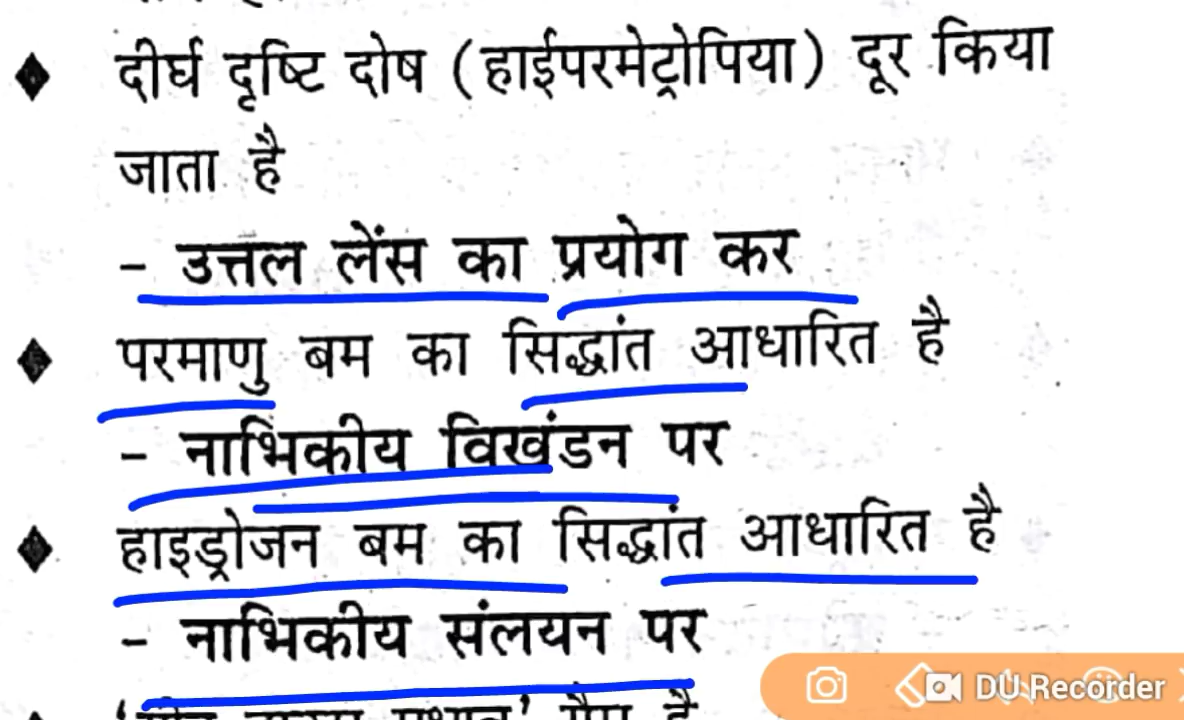 दीर्घ दृष्टि दोष (हाईपरमेट्रोपिया) दूर किया
जाता है
- उत्तल लेंस का प्रयोग कर
परमाणु बम का सिद्धांत आधारित है
- नाभिकीय विखंडन पर
हाइड्रोजन बम का सिद्धांत आधारित है
- नाभिकीय संलयन पर
DU Recorder